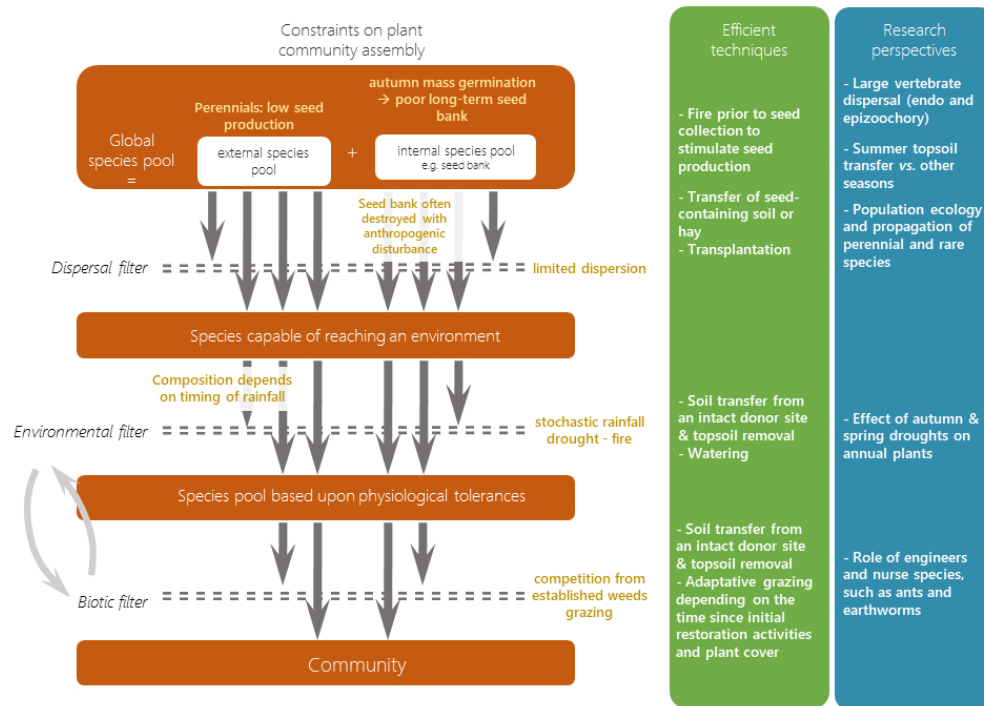 Constraints on plant
community assembly
Global
species pool
=
Perennials: low seed
production
external species
pool
+
autumn mass germination
→ poor long-term seed
bank
internal species pool
e.g. seed bank
Seed bank often
destroyed with
anthropogenic
disturbance
Dispersal filter
limited dispersion
Species capable of reaching an environment
Composition depends
on timing of rainfall
Environmental filter
stochastic rainfall
drought - fire
Species pool based upon physiological tolerances
Biotic filter
competition from
established weeds
grazing
Community
Efficient
techniques
- Fire prior to seed
collection to
stimulate seed
production
- Transfer of seed-
containing soil or
hay
- Transplantation
- Soil transfer from
an intact donor site
& topsoil removal
- Watering
- Soil transfer from
an intact donor site
& topsoil removal
- Adaptative grazing
depending on the
time since initial
restoration activities
and plant cover
Research
perspectives
- Large vertebrate
dispersal (endo and
epizoochory)
- Summer topsoil
transfer vs. other
seasons
- Population ecology
and propagation of
perennial and rare
species
- Effect of autumn &
spring droughts on
annual plants
- Role of engineers
and nurse species,
such as ants and
earthworms